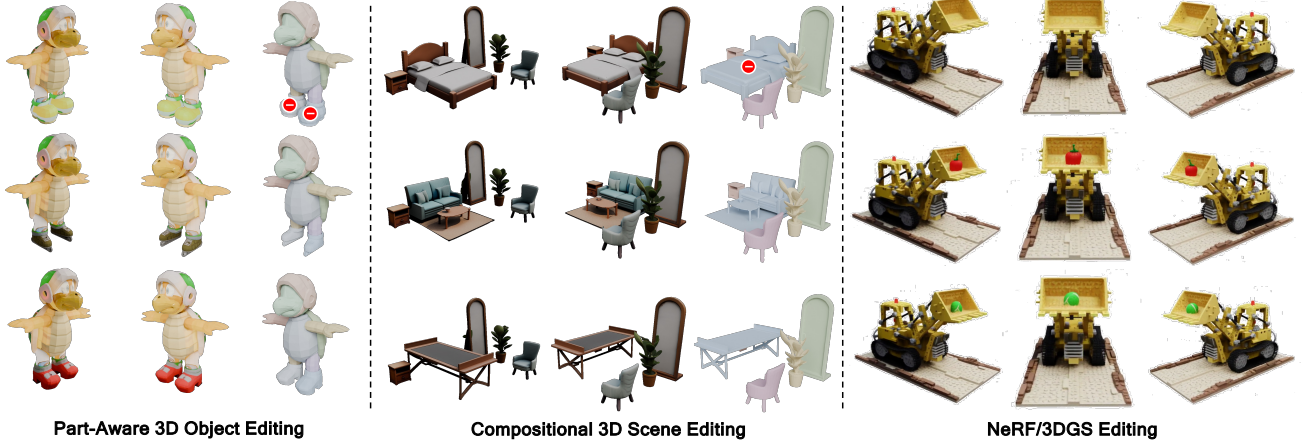 Part-Aware 3D Object Editing
Compositional 3D Scene Editing
NeRF/3DGS Editing